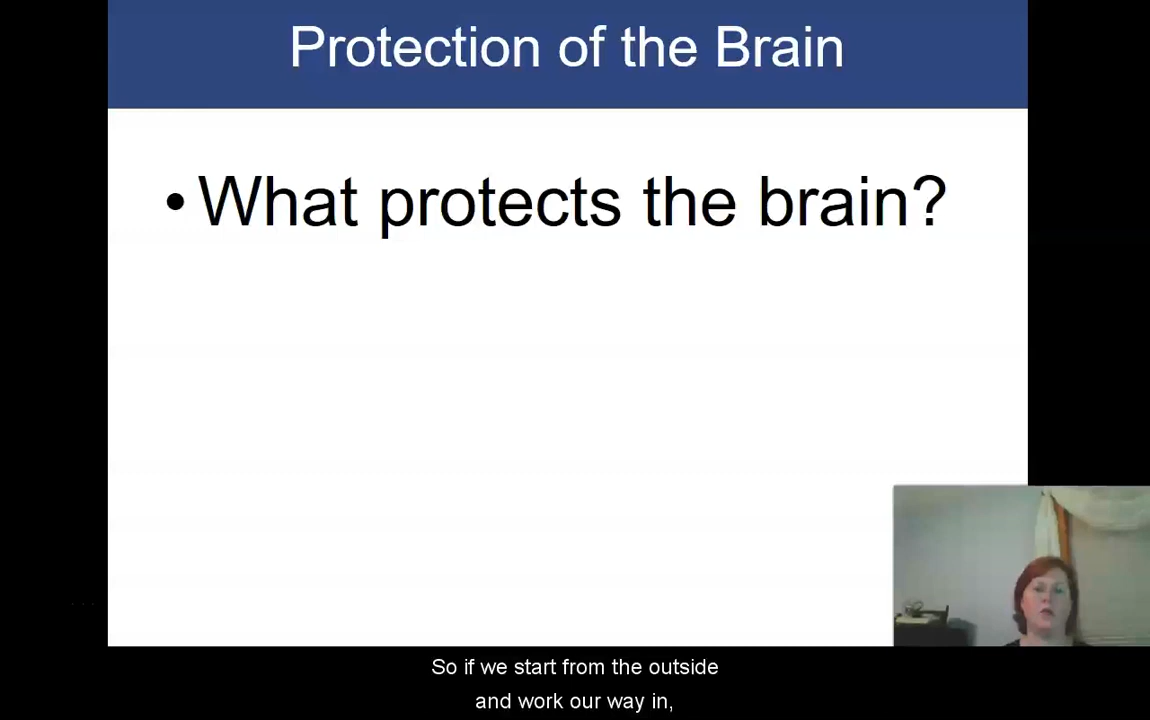 Protection of the Brain
• What protects the brain?
So if we start from the outside
and work our way in,